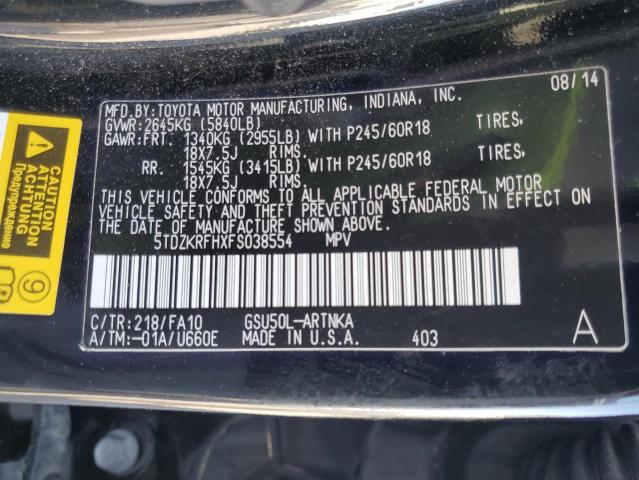 08/14
MFD.BY:TOYOTA MOTOR MANUFACTURING, INDIANA, INC.
GVWR:2645KG (5840LB)
GAWR:FRT. 1340KG (2955LB) WITH P245/60R18 TIRES,
18X7.5J RIMS.
RR. 1545KG (3415LB) WITH P245/60R18 TIRES,
18X7.5J RIMS.
THIS VEHICLE CONFORMS TO ALL APPLICABLE FEDERAL MOTOR
VEHICLE SAFETY AND THEFT PREVENTION STANDARDS IN EFFECT ON
THE DATE OF MANUFACTURE SHOWN ABOVE.
5TDZKRFHXFS038554 MPV
C/TR:218/FA10 GSU50L-ARTNKA
A/TM:-01A/U660E MADE IN U.S.A. 403 A
CAUTION
ATTENTION
ACHTUNG
Предупреждение
9